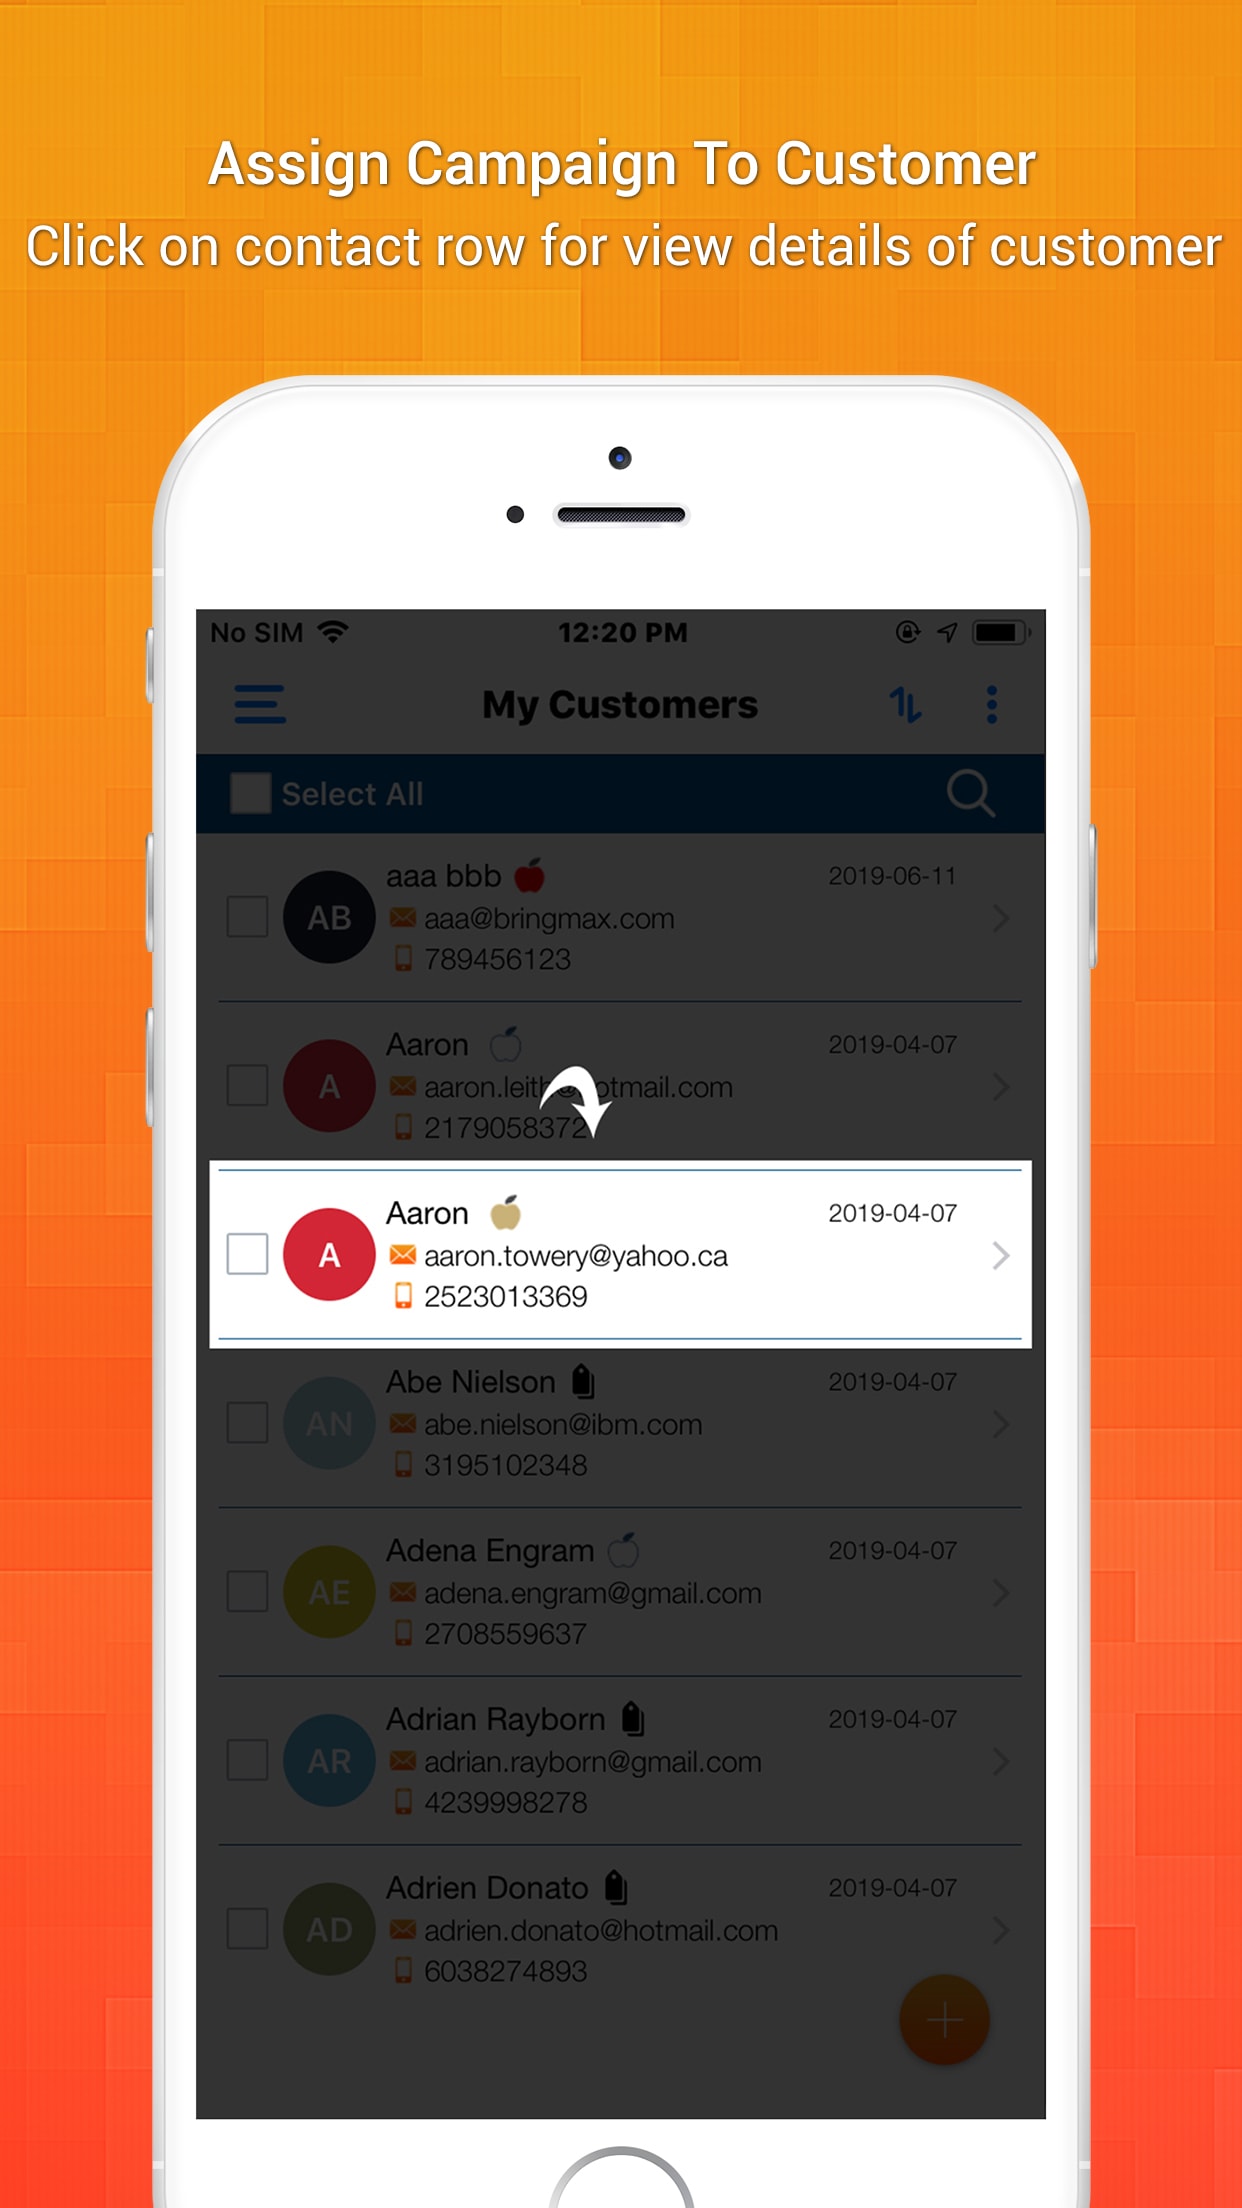 Assign Campaign To Customer
Click on contact row for view details of customer
No SIM 12:20 PM
My Customers
Select All
AB
aaa bbb 2019-06-11
aaa@bringmax.com
789456123
A
Aaron 2019-04-07
aaron.leith@hotmail.com
2179058372
A
Aaron 2019-04-07
aaron.towery@yahoo.ca
2523013369
AN
Abe Nielson 2019-04-07
abe.nielson@ibm.com
3195102348
AE
Adena Engram 2019-04-07
adena.engram@gmail.com
2708559637
AR
Adrian Rayborn 2019-04-07
adrian.rayborn@gmail.com
4239998278
AD
Adrien Donato 2019-04-07
adrien.donato@hotmail.com
6038274893